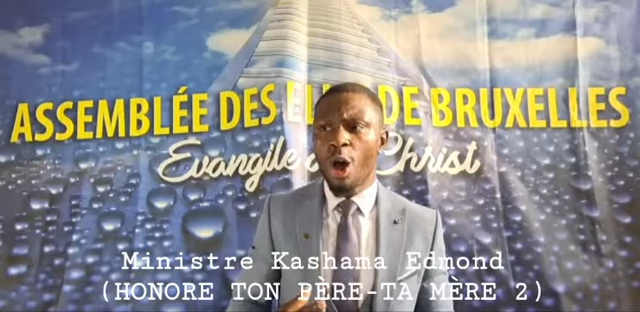 ASSEMBLÉE DES DE BRUXELLES
Evangile Christ
Ministre Kashama Edmond
(HONORE TON PÈRE-TA MÈRE 2)